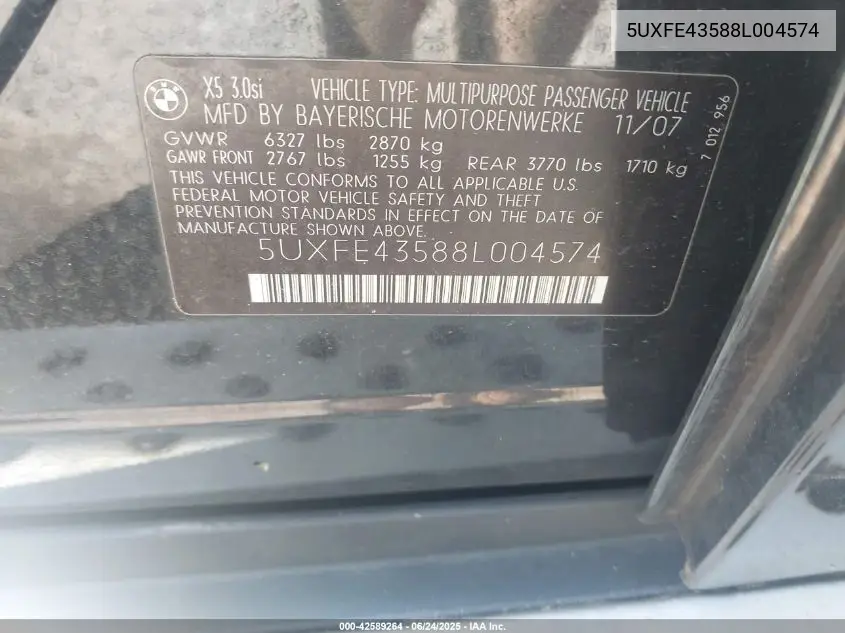 5UXFE43588L004574
X5 3.0si VEHICLE TYPE: MULTIPURPOSE PASSENGER VEHICLE
MFD BY BAYERISCHE MOTORENWERKE 11/07
GVWR 6327 lbs 2870 kg
GAWR FRONT 2767 lbs 1255 kg REAR 3770 lbs 1710 kg
THIS VEHICLE CONFORMS TO ALL APPLICABLE U.S.
FEDERAL MOTOR VEHICLE SAFETY AND THEFT
PREVENTION STANDARDS IN EFFECT ON THE DATE OF
MANUFACTURE SHOWN ABOVE.
5UXFE43588L004574
7 012 956
000-42589264 - 06/24/2025 - IAA Inc.